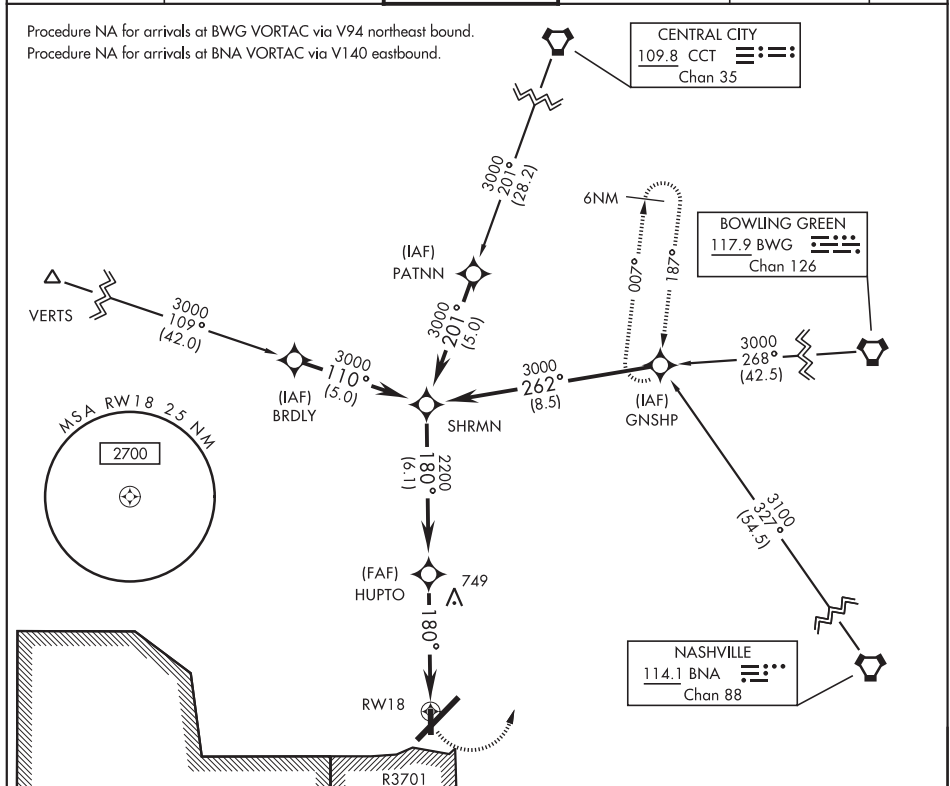 Procedure NA for arrivals at BWG VORTAC via V94 northeast bound.
Procedure NA for arrivals at BNA VORTAC via V140 eastbound.
CENTRAL CITY
109.8 CCT
Chan 35
3000
201°
(28.2)
6NM
007°
187°
BOWLING GREEN
117.9 BWG
Chan 126
(IAF)
PATNN
VERTS
3000
109°
(42.0)
3000
201°
(5.0)
3000
268°
(42.5)
3000
110°
(5.0)
3000
262°
(8.5)
(IAF)
BRDLY
(IAF)
GNSHP
SHRMN
MSA RW18 25 NM
2700
2200
180°
(6.1)
3100
327°
(54.5)
(FAF)
HUPTO
749
180°
NASHVILLE
114.1 BNA
Chan 88
RW18
R3701